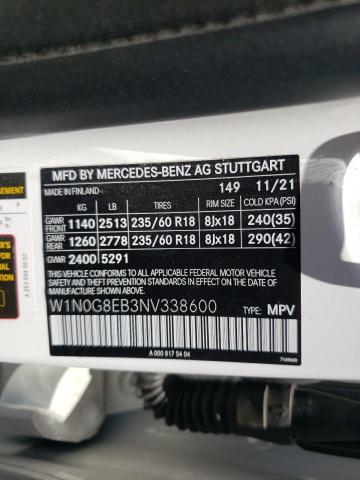 MFD BY MERCEDES-BENZ AG STUTTGART
MADE IN FINLAND 149 11/21
KG LB TIRES RIM SIZE COLD KPA (PSI)
GAWR FRONT 1140 2513 235/60 R18 8Jx18 240(35)
GAWR REAR 1260 2778 235/60 R18 8Jx18 290(42)
GVWR 2400 5291
THIS VEHICLE CONFORMS TO ALL APPLICABLE FEDERAL MOTOR VEHICLE
SAFETY, BUMPER, AND THEFT PREVENTION STANDARDS IN EFFECT
ON THE DATE OF MANUFACTURE SHOWN ABOVE.
W1N0G8EB3NV338600 TYPE: MPV
A 000 817 54 04